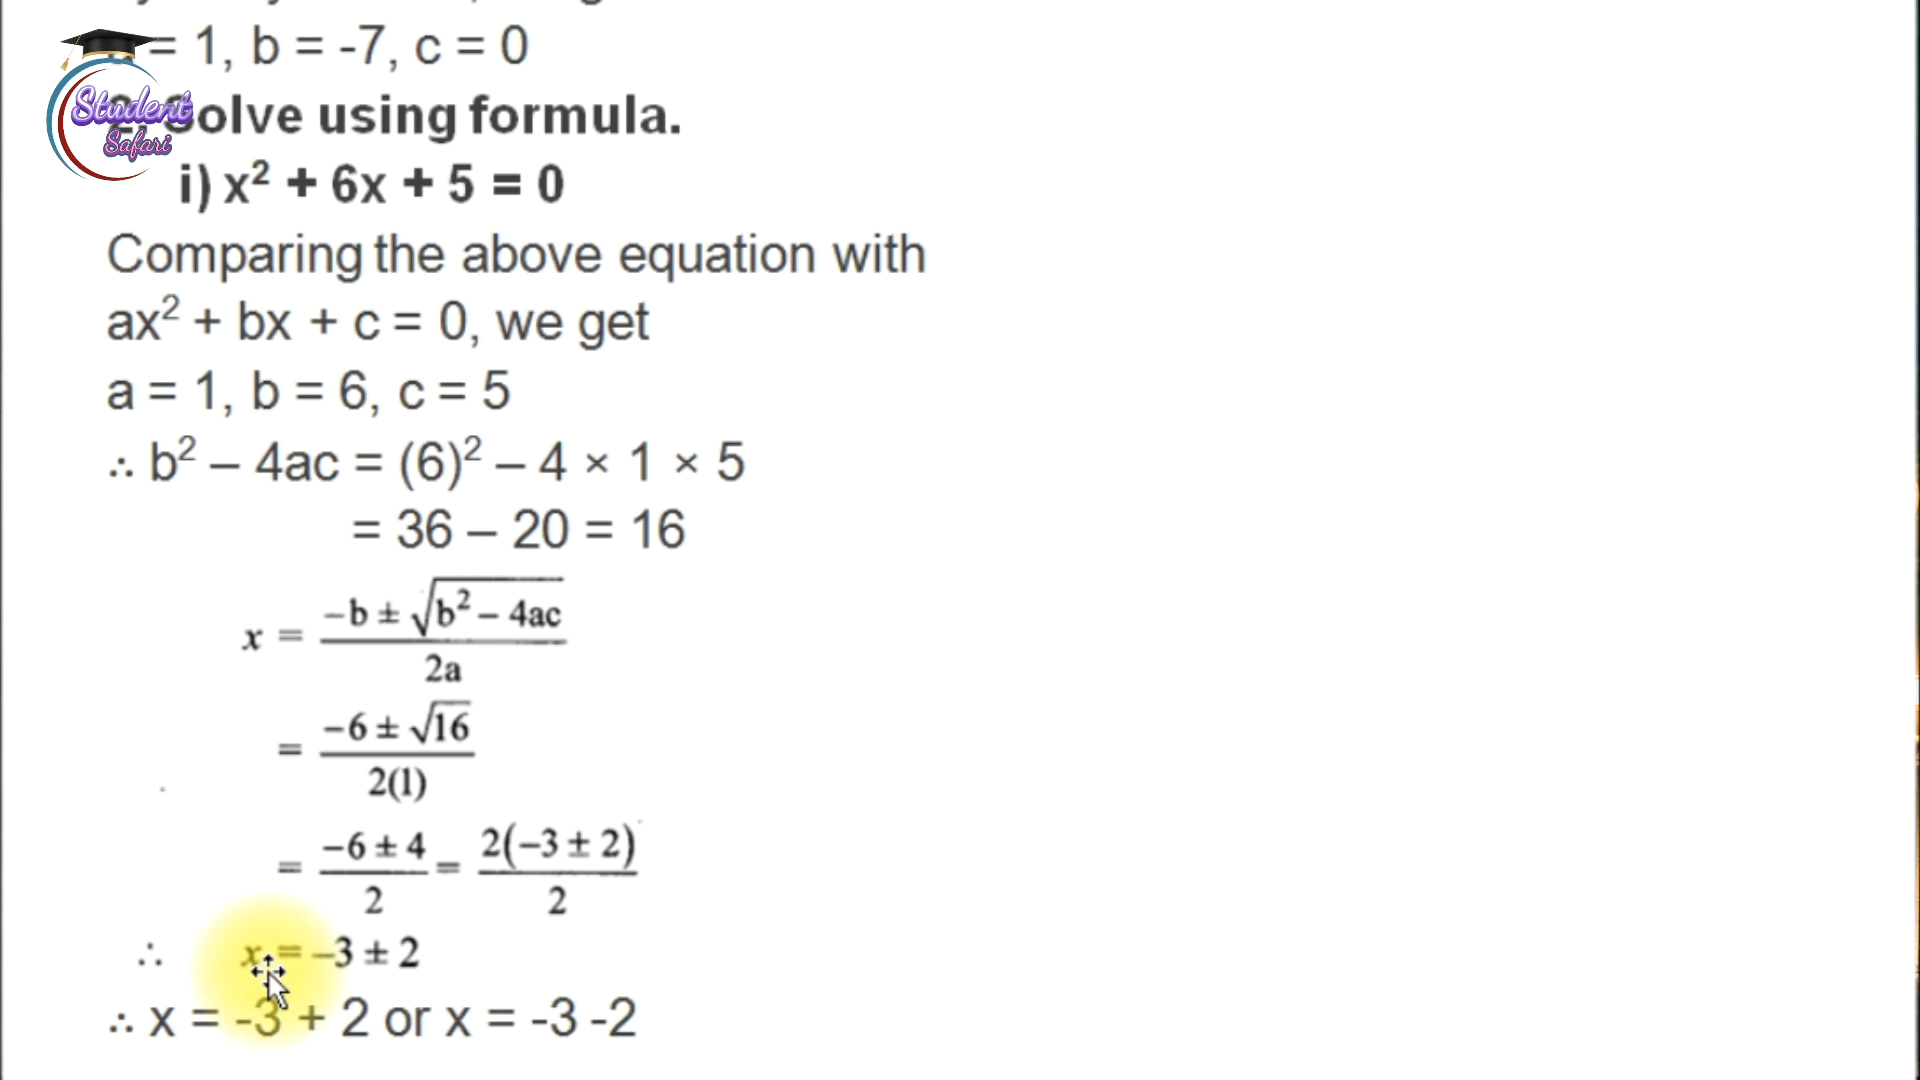 = 1, b = -7, c = 0
Student
Safari
Solve using formula.
i) x² + 6x + 5 = 0
Comparing the above equation with
ax² + bx + c = 0, we get
a = 1, b = 6, c = 5
∴ b² – 4ac = (6)² – 4 × 1 × 5
= 36 – 20 = 16
x = (–b ± √(b² – 4ac)) / 2a
= (–6 ± √16) / 2(1)
= (–6 ± 4) / 2 = 2(–3 ± 2) / 2
∴ x = –3 ± 2
∴ x = -3 + 2 or x = -3 -2